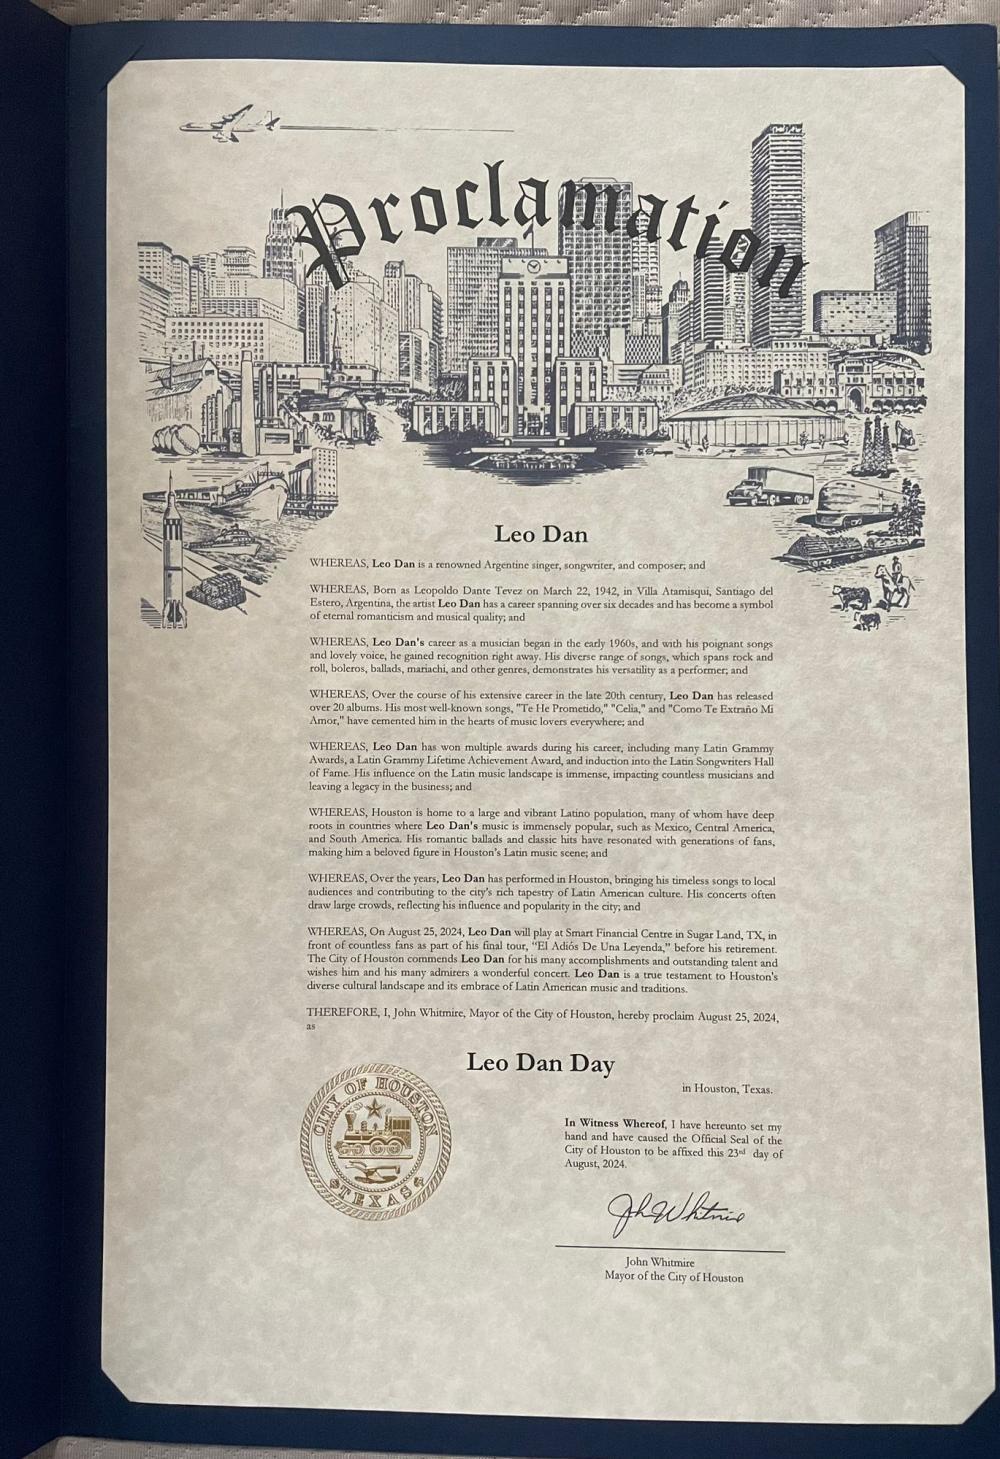 Proclamation
Leo Dan
WHEREAS, Leo Dan is a renowned Argentine singer, songwriter, and composer; and
WHEREAS, Born as Leopoldo Dante Tevez on March 22, 1942, in Villa Atamisqui, Santiago del
Estero, Argentina, the artist Leo Dan has a career spanning over six decades and has become a symbol
of eternal romanticism and musical quality; and
WHEREAS, Leo Dan's career as a musician began in the early 1960s, and with his poignant songs
and lovely voice, he gained recognition right away. His diverse range of songs, which spans rock and
roll, boleros, ballads, mariachi, and other genres, demonstrates his versatility as a performer; and
WHEREAS, Over the course of his extensive career in the late 20th century, Leo Dan has released
over 20 albums. His most well-known songs, "Te He Prometido," "Celia," and "Como Te Extraño Mi
Amor," have cemented him in the hearts of music lovers everywhere; and
WHEREAS, Leo Dan has won multiple awards during his career, including many Latin Grammy
Awards, a Latin Grammy Lifetime Achievement Award, and induction into the Latin Songwriters Hall
of Fame. His influence on the Latin music landscape is immense, impacting countless musicians and
leaving a legacy in the business; and
WHEREAS, Houston is home to a large and vibrant Latino population, many of whom have deep
roots in countries where Leo Dan's music is immensely popular, such as Mexico, Central America,
and South America. His romantic ballads and classic hits have resonated with generations of fans,
making him a beloved figure in Houston's Latin music scene; and
WHEREAS, Over the years, Leo Dan has performed in Houston, bringing his timeless songs to local
audiences and contributing to the city's rich tapestry of Latin American culture. His concerts often
draw large crowds, reflecting his influence and popularity in the city; and
WHEREAS, On August 25, 2024, Leo Dan will play at Smart Financial Centre in Sugar Land, TX, in
front of countless fans as part of his final tour, “El Adiós De Una Leyenda,” before his retirement.
The City of Houston commends Leo Dan for his many accomplishments and outstanding talent and
wishes him and his many admirers a wonderful concert. Leo Dan is a true testament to Houston's
diverse cultural landscape and its embrace of Latin American music and traditions.
THEREFORE, I, John Whitmire, Mayor of the City of Houston, hereby proclaim August 25, 2024,
as
Leo Dan Day
in Houston, Texas.
CITY OF HOUSTON
TEXAS
In Witness Whereof, I have hereunto set my
hand and have caused the Official Seal of the
City of Houston to be affixed this 23rd day of
August, 2024.
John Whitmire
John Whitmire
Mayor of the City of Houston